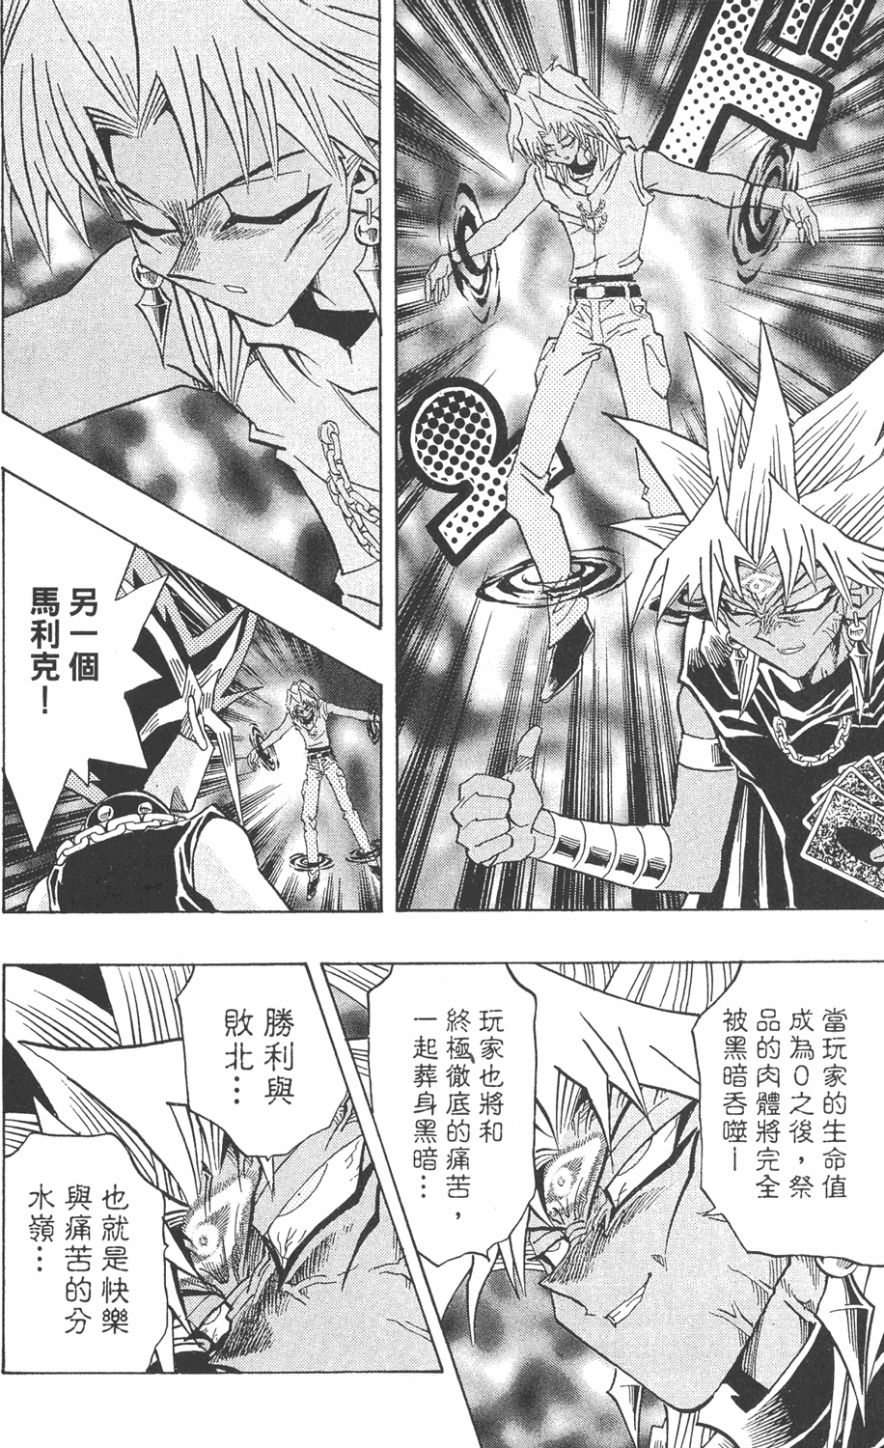 另一個
馬利克！
當玩家的生命值
成為０之後，祭
品的肉體將完全
被黑暗吞噬—
玩家也將和
終極徹底的痛苦，
一起葬身黑暗…
勝利與
敗北…
也就是快樂
與痛苦的分
水嶺…